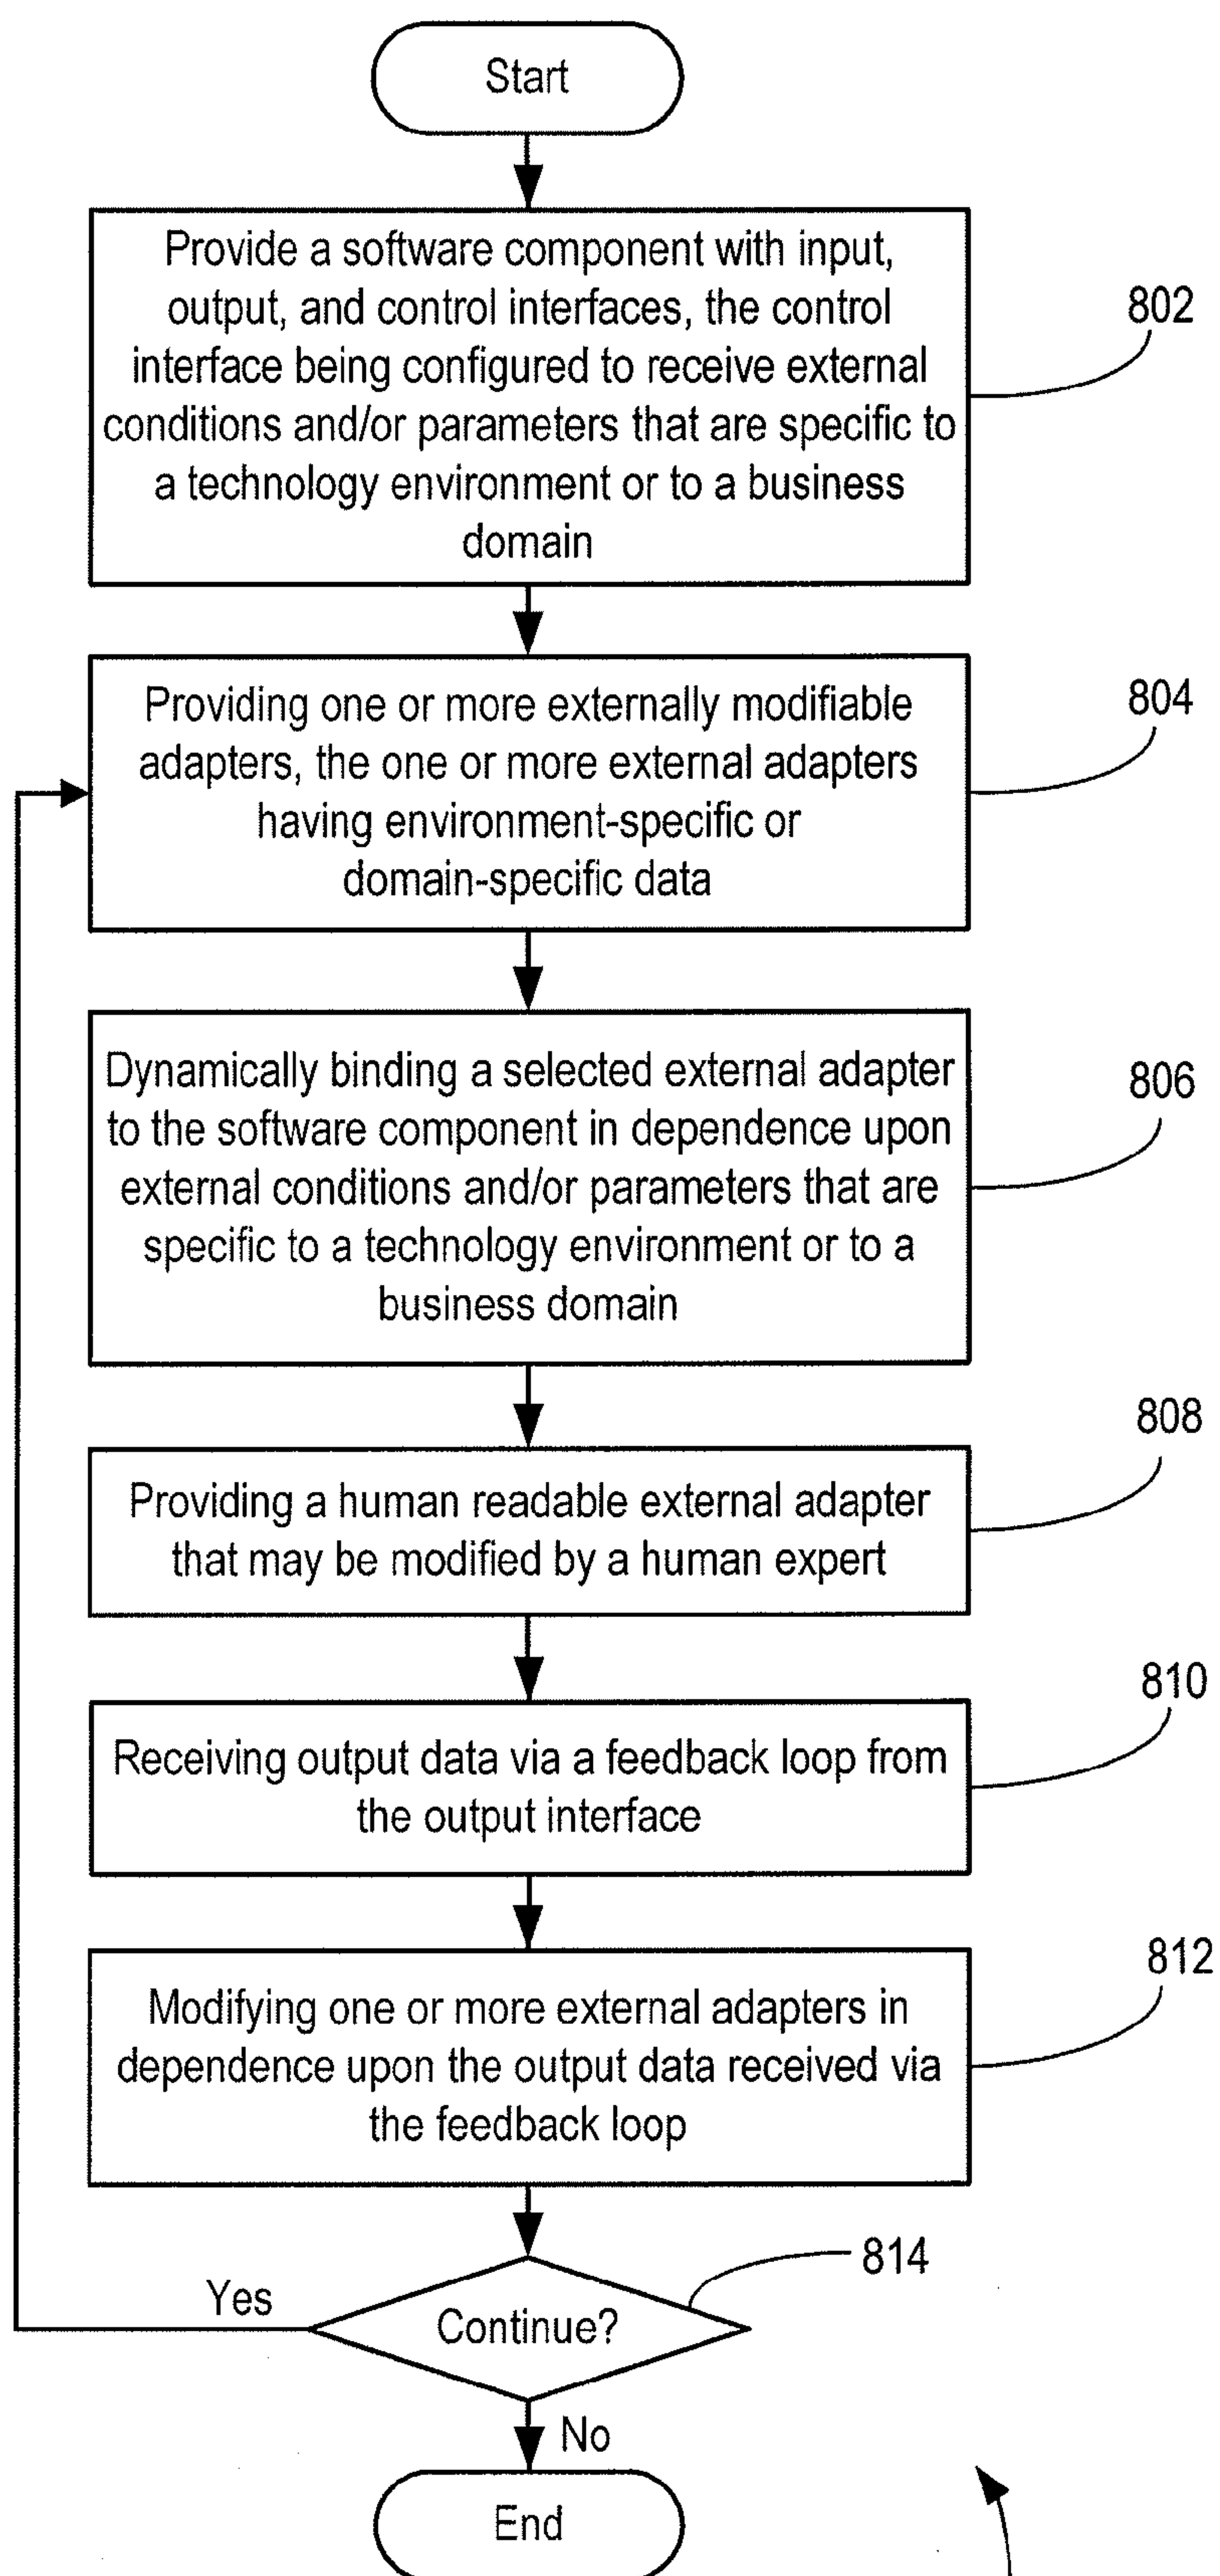 Start
Provide a software component with input,
output, and control interfaces, the control
interface being configured to receive external
conditions and/or parameters that are specific to
a technology environment or to a business
domain
802
Providing one or more externally modifiable
adapters, the one or more external adapters
having environment-specific or
domain-specific data
804
Dynamically binding a selected external adapter
to the software component in dependence upon
external conditions and/or parameters that are
specific to a technology environment or to a
business domain
806
Providing a human readable external adapter
that may be modified by a human expert
808
Receiving output data via a feedback loop from
the output interface
810
Modifying one or more external adapters in
dependence upon the output data received via
the feedback loop
812
Continue?
814
Yes
No
End